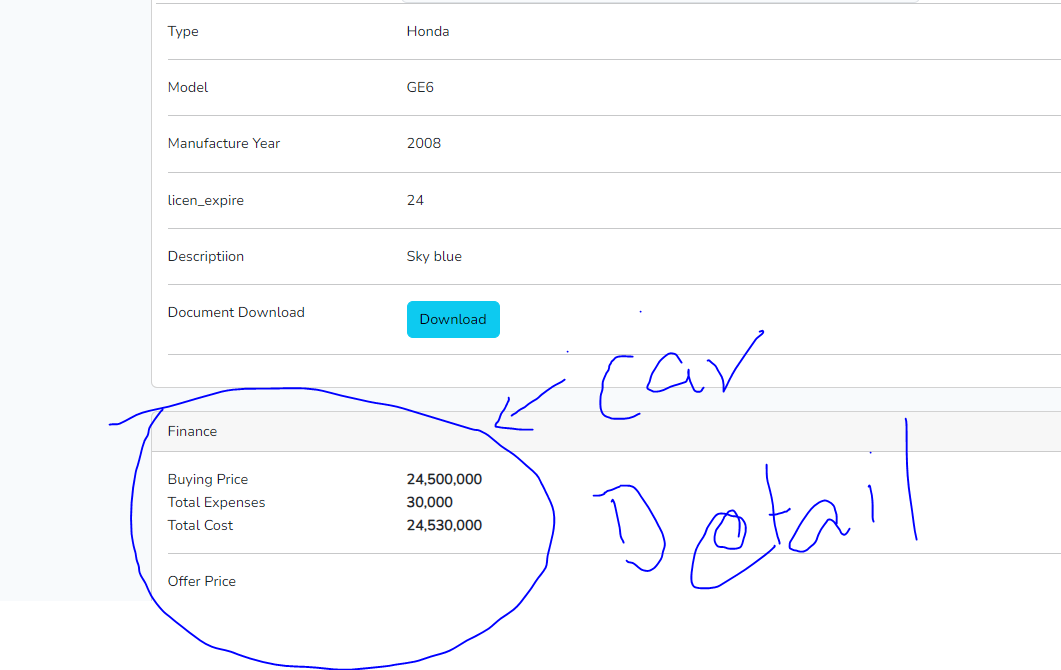 Type Honda
Model GE6
Manufacture Year 2008
licen_expire 24
Descriptiion Sky blue
Document Download Download
Car
Finance
Buying Price 24,500,000
Total Expenses 30,000
Total Cost 24,530,000
Detail
Offer Price